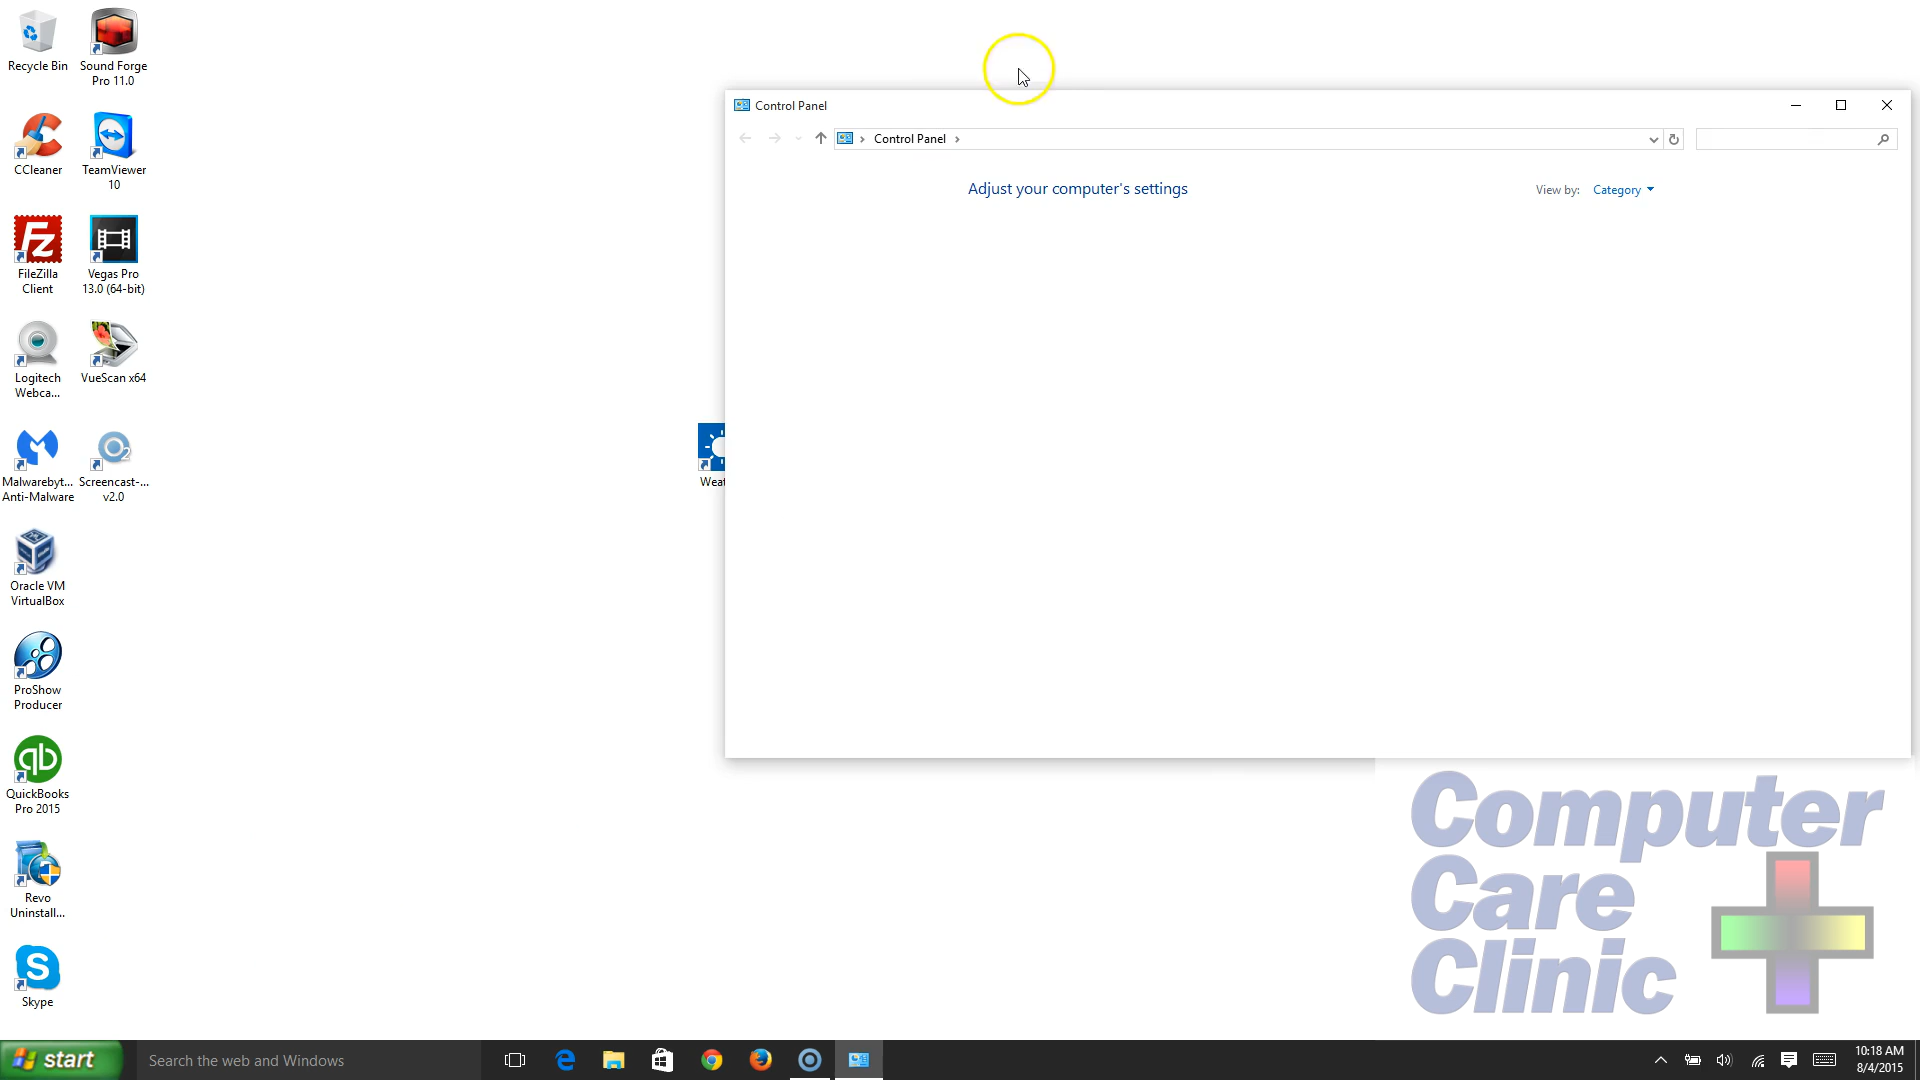 Recycle Bin
Sound Forge
Pro 11.0
CCleaner
TeamViewer
10
FileZilla
Client
Vegas Pro
13.0 (64-bit)
Logitech
Webca...
VueScan x64
Malwarebyt...
Anti-Malware
Screencast-...
v2.0
Oracle VM
VirtualBox
ProShow
Producer
QuickBooks
Pro 2015
Revo
Uninstall...
Skype
Weat
Control Panel
Control Panel
Adjust your computer's settings
View by: Category
Computer
Care
Clinic
start
Search the web and Windows
10:18 AM
8/4/2015